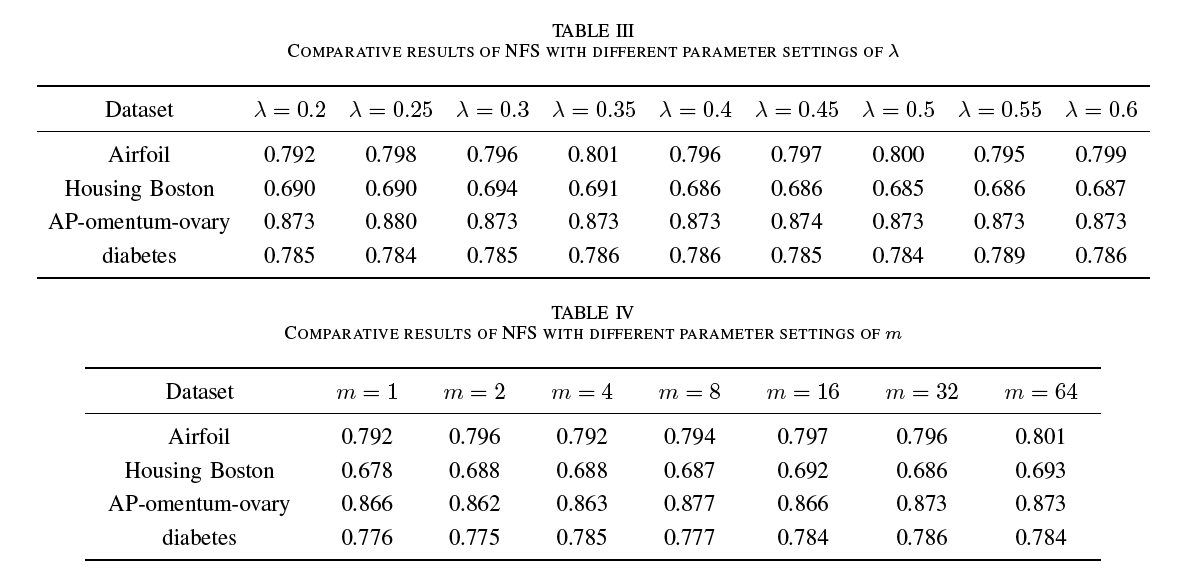 TABLE III
COMPARATIVE RESULTS OF NFS WITH DIFFERENT PARAMETER SETTINGS OF λ
Dataset λ = 0.2 λ = 0.25 λ = 0.3 λ = 0.35 λ = 0.4 λ = 0.45 λ = 0.5 λ = 0.55 λ = 0.6
Airfoil 0.792 0.798 0.796 0.801 0.796 0.797 0.800 0.795 0.799
Housing Boston 0.690 0.690 0.694 0.691 0.686 0.686 0.685 0.686 0.687
AP-omentum-ovary 0.873 0.880 0.873 0.873 0.873 0.874 0.873 0.873 0.873
diabetes 0.785 0.784 0.785 0.786 0.786 0.785 0.784 0.789 0.786
TABLE IV
COMPARATIVE RESULTS OF NFS WITH DIFFERENT PARAMETER SETTINGS OF m
Dataset m = 1 m = 2 m = 4 m = 8 m = 16 m = 32 m = 64
Airfoil 0.792 0.796 0.792 0.794 0.797 0.796 0.801
Housing Boston 0.678 0.688 0.688 0.687 0.692 0.686 0.693
AP-omentum-ovary 0.866 0.862 0.863 0.877 0.866 0.873 0.873
diabetes 0.776 0.775 0.785 0.777 0.784 0.786 0.784